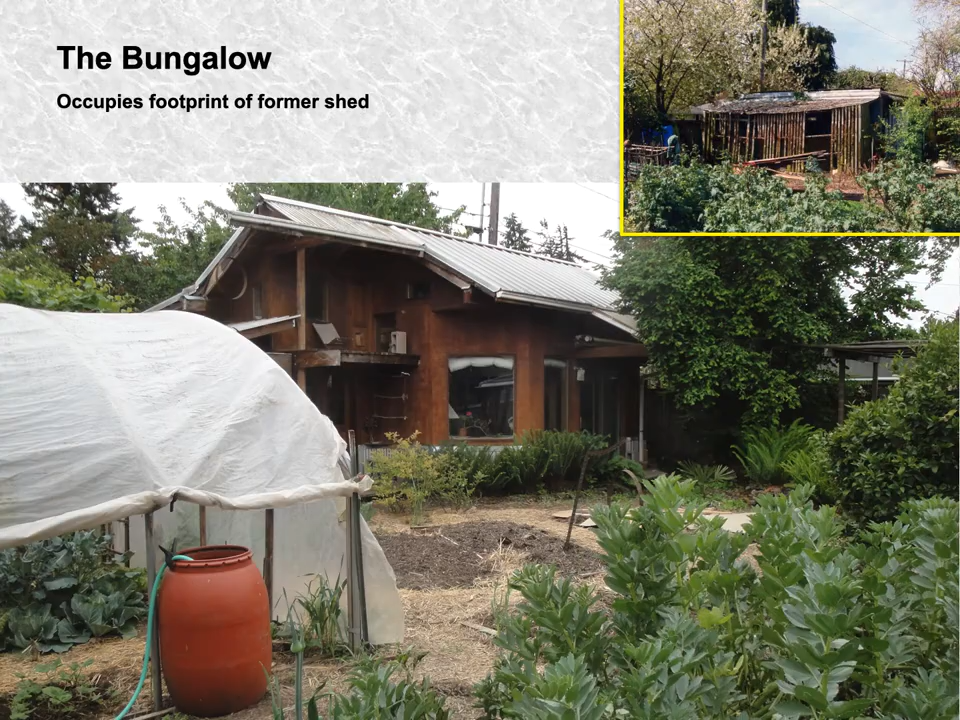 The Bungalow
Occupies footprint of former shed